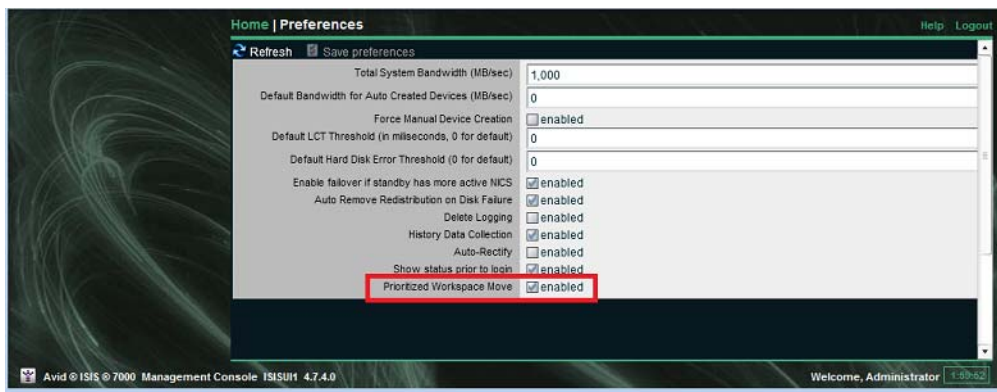 Home | Preferences
Help Logout
Refresh Save preferences
Total System Bandwidth (MB/sec) 1,000
Default Bandwidth for Auto Created Devices (MB/sec) 0
Force Manual Device Creation enabled
Default LCT Threshold (in miliseconds, 0 for default) 0
Default Hard Disk Error Threshold (0 for default) 0
Enable failover if standby has more active NICS enabled
Auto Remove Redistribution on Disk Failure enabled
Delete Logging enabled
History Data Collection enabled
Auto-Rectify enabled
Show status prior to login enabled
Prioritized Workspace Move enabled
Avid ® ISIS ® 7000 Management Console ISISUI1 4.7.4.0
Welcome, Administrator 1:59:52